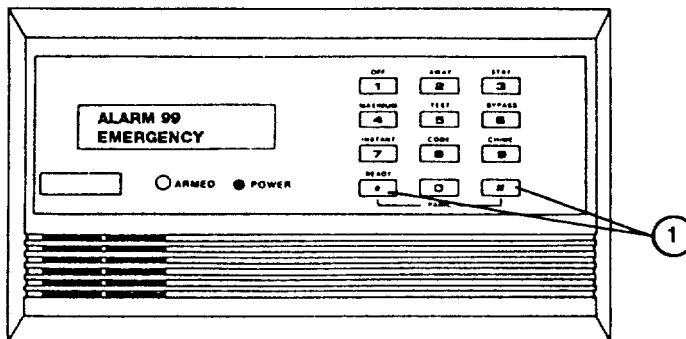 ALARM 99
EMERGENCY
ARMED POWER
OFF AWAY STAY
1 2 3
MAXIMUM TEST BYPASS
4 5 6
INSTANT CODE CHIME
7 8 9
READY
* 0 #
PANIC
1